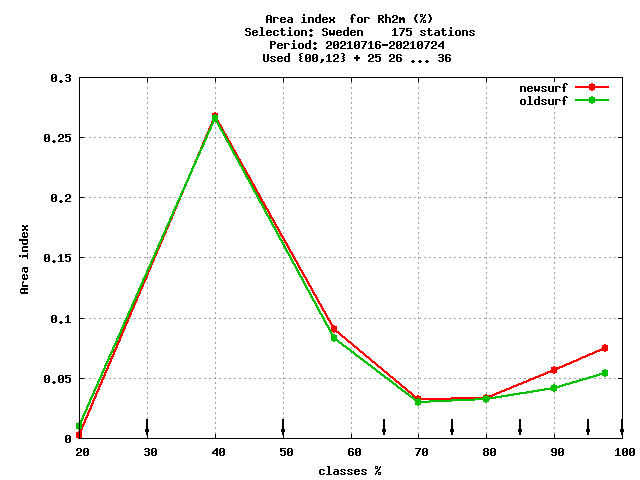 Area index  for Rh2m (%)
Selection: Sweden    175 stations
Period: 20210716-20210724
Used {00,12} + 25 26 ... 36
newsurf
oldsurf
0.3
0.25
0.2
0.15
0.1
0.05
0
Area index
20 30 40 50 60 70 80 90 100
classes %